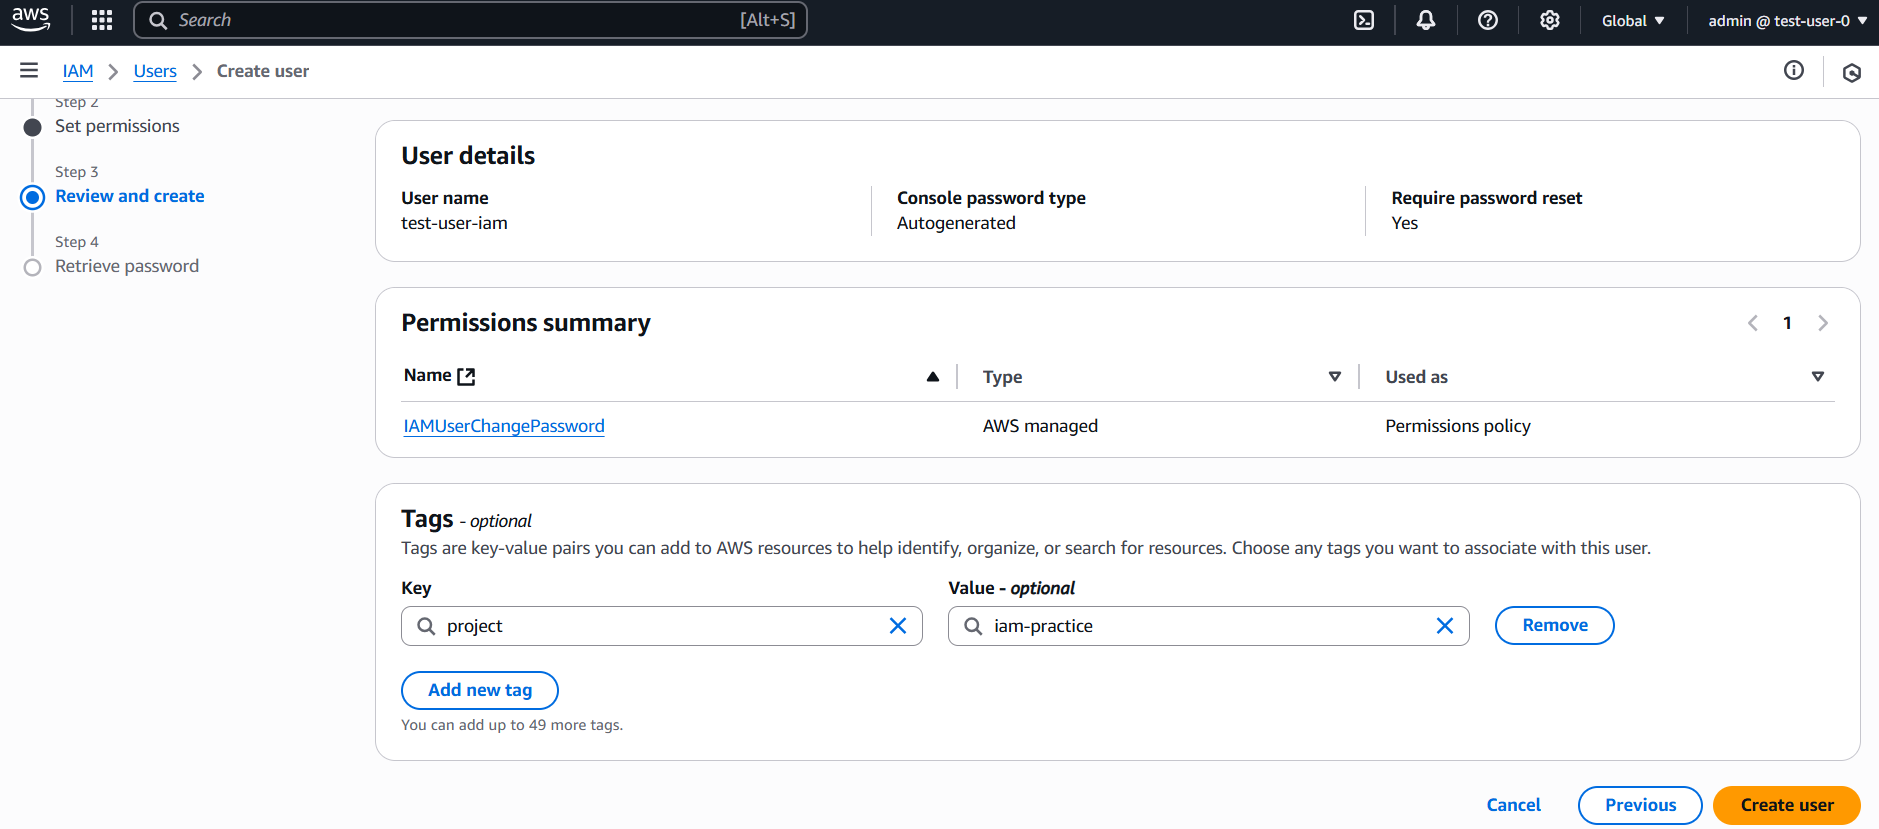 aws Search [Alt+S] Global admin @ test-user-0
IAM Users Create user
Step 2
Set permissions
Step 3
Review and create
Step 4
Retrieve password
User details
User name Console password type Require password reset
test-user-iam Autogenerated Yes
Permissions summary 1
Name Type Used as
IAMUserChangePassword AWS managed Permissions policy
Tags - optional
Tags are key-value pairs you can add to AWS resources to help identify, organize, or search for resources. Choose any tags you want to associate with this user.
Key Value - optional
project iam-practice Remove
Add new tag
You can add up to 49 more tags.
Cancel Previous Create user